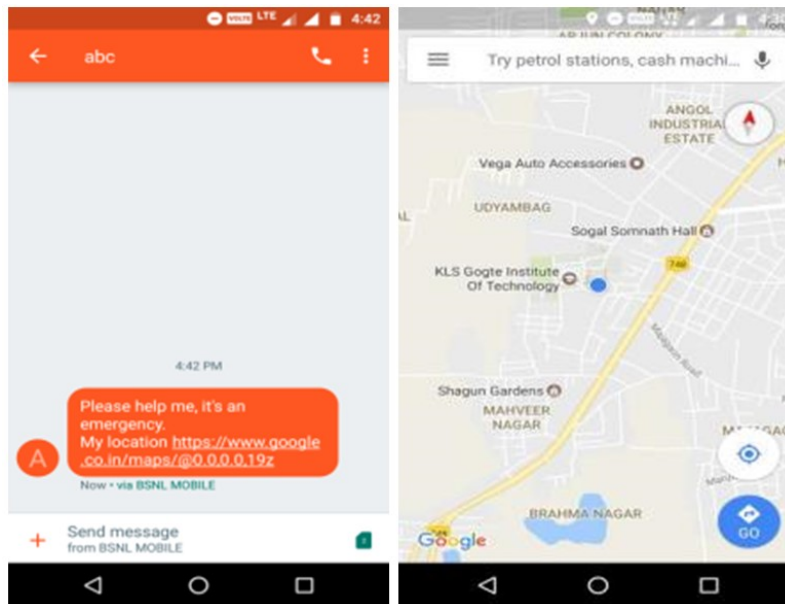 VOLTE LTE 4:42
abc
4:42 PM
Please help me, it's an
emergency.
My location https://www.google
.co.in/maps/@0.0,0.0,19z
A
Now • via BSNL MOBILE
Send message
from BSNL MOBILE
NAGAR
ARJUN COLONY
Try petrol stations, cash machi...
ANGOL
INDUSTRIA
ESTATE
Vega Auto Accessories
UDYAMBAG
Sogal Somnath Hall
748
KLS Gogte Institute
Of Technology
Shagun Gardens
MAHVEER
NAGAR
BRAHMA NAGAR
Google
GO